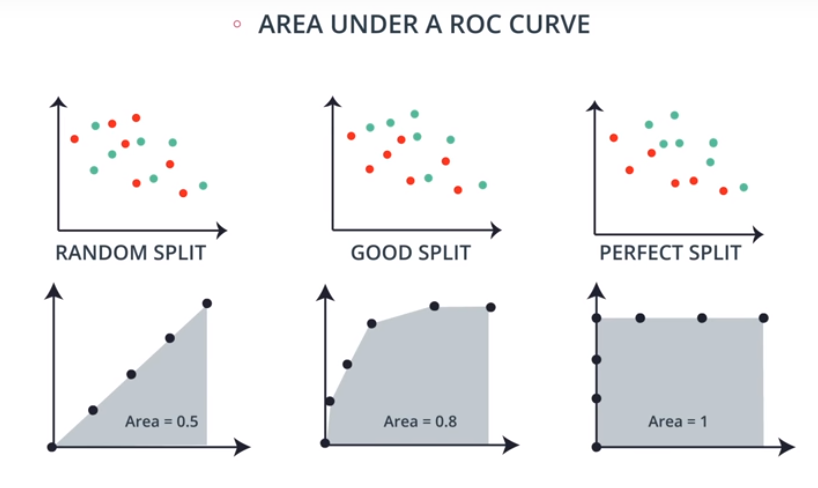 AREA UNDER A ROC CURVE
RANDOM SPLIT
GOOD SPLIT
PERFECT SPLIT
Area = 0.5
Area = 0.8
Area = 1